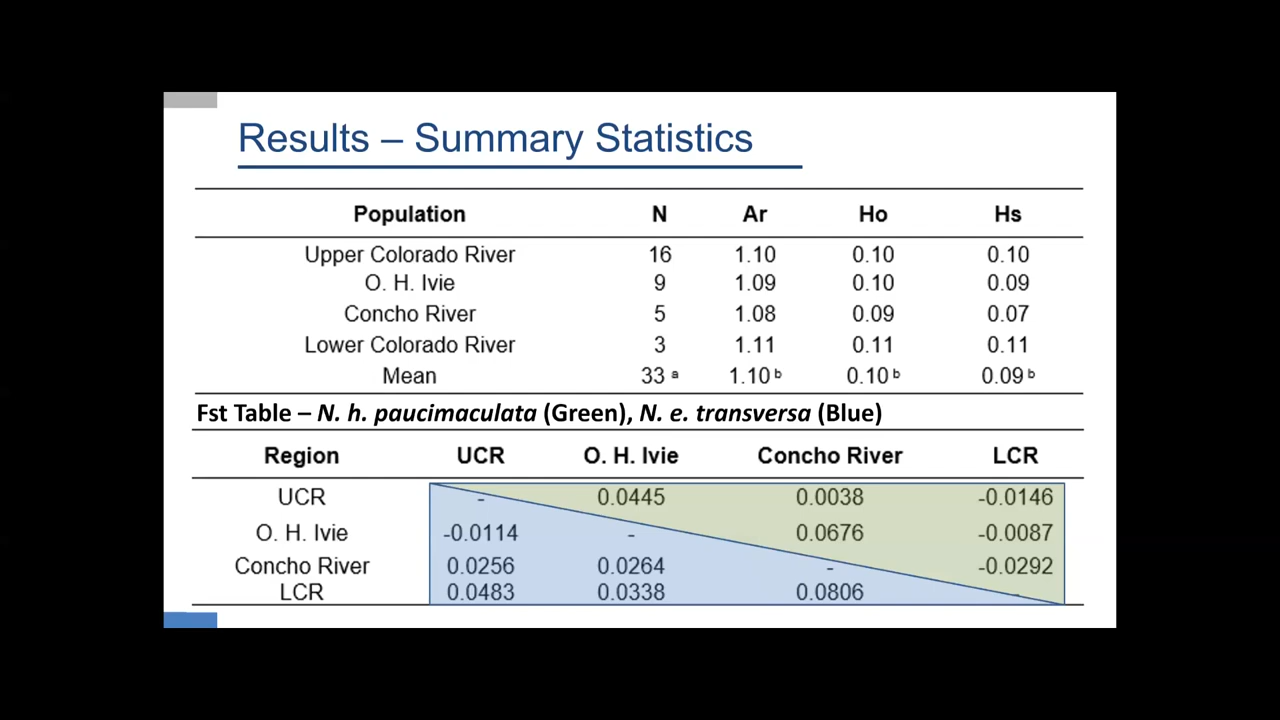 Results – Summary Statistics
Population N Ar Ho Hs
Upper Colorado River 16 1.10 0.10 0.10
O. H. Ivie 9 1.09 0.10 0.09
Concho River 5 1.08 0.09 0.07
Lower Colorado River 3 1.11 0.11 0.11
Mean 33 a 1.10 b 0.10 b 0.09 b
Fst Table – N. h. paucimaculata (Green), N. e. transversa (Blue)
Region UCR O. H. Ivie Concho River LCR
UCR - 0.0445 0.0038 -0.0146
O. H. Ivie -0.0114 - 0.0676 -0.0087
Concho River 0.0256 0.0264 - -0.0292
LCR 0.0483 0.0338 0.0806 -